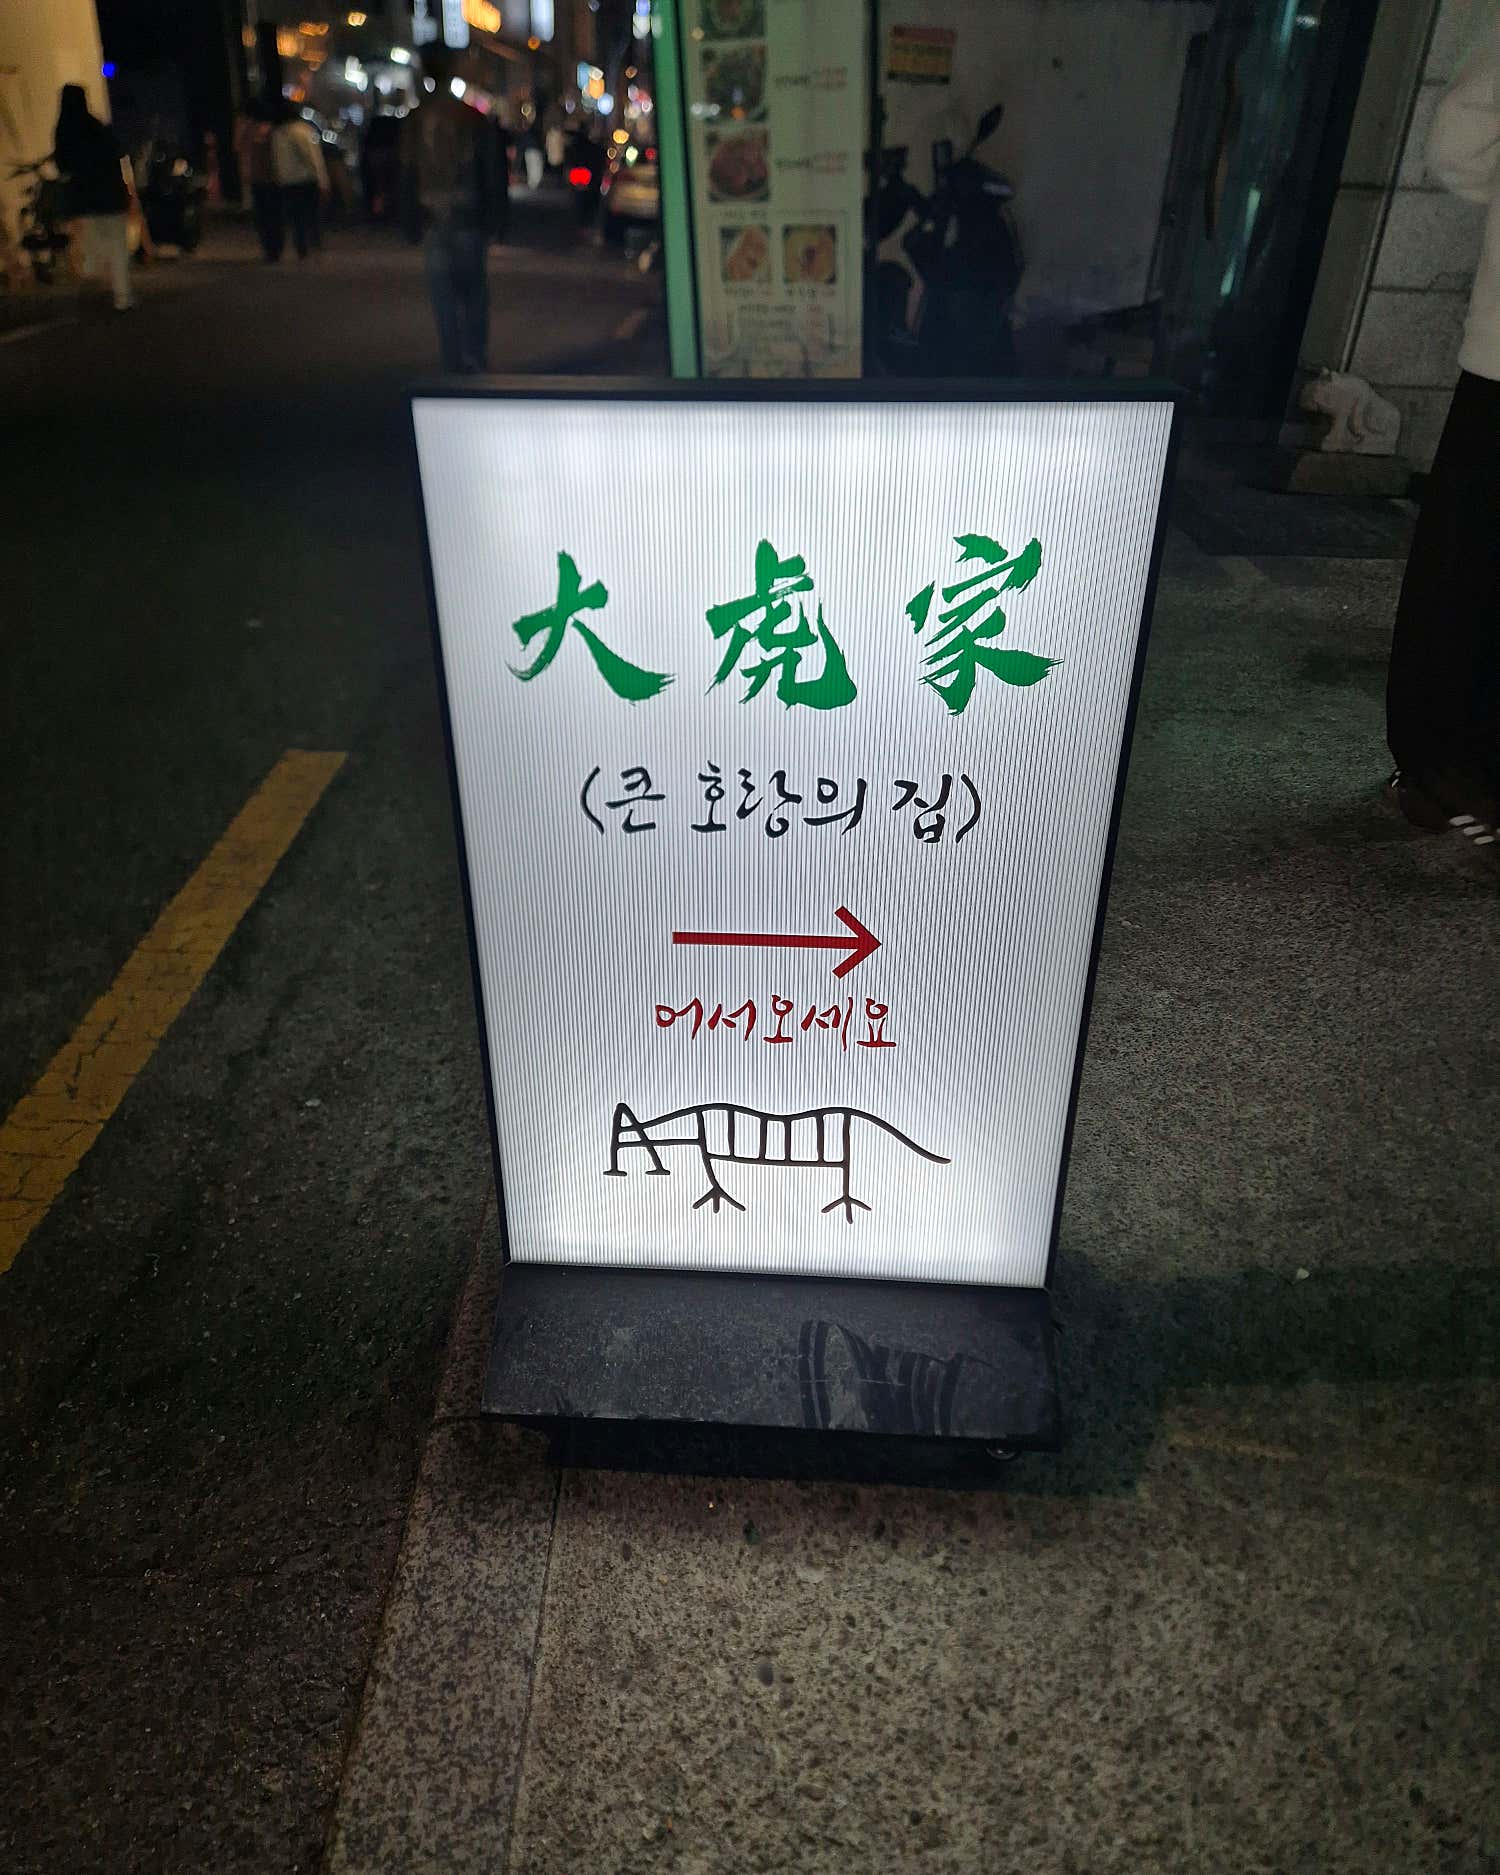 大虎家
(큰 호랑의 집)
어서오세요